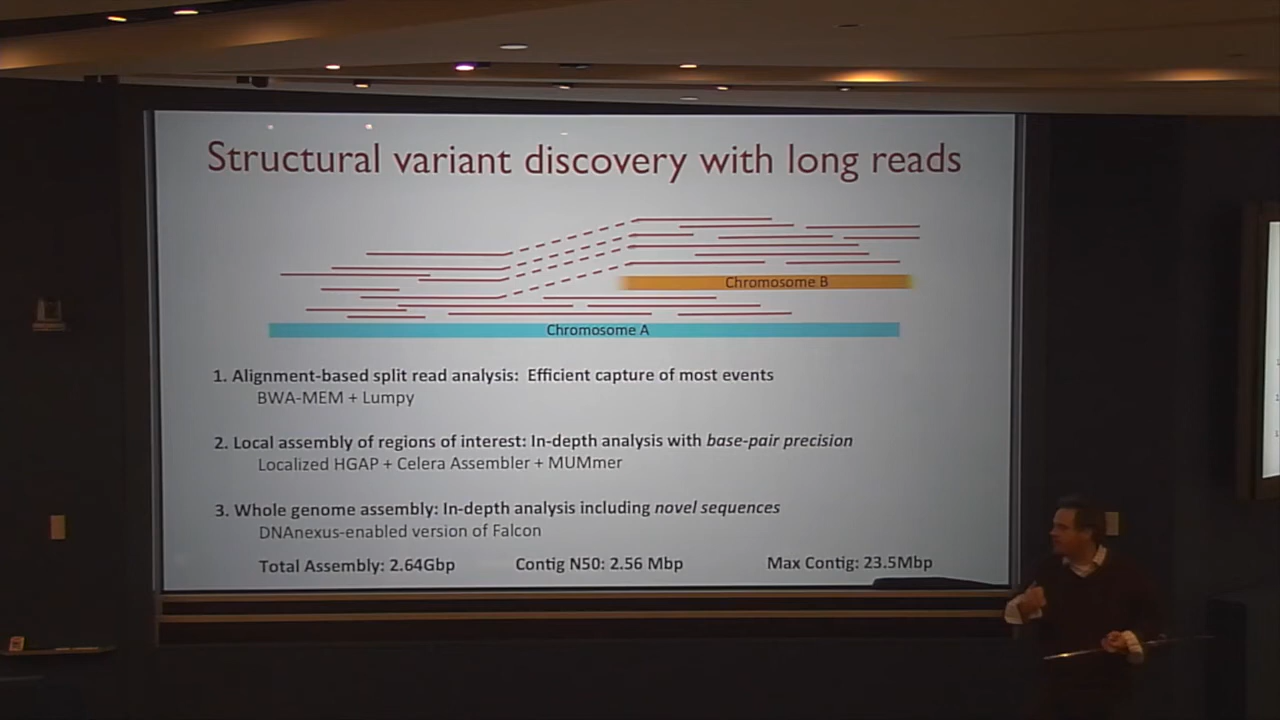 Structural variant discovery with long reads
Chromosome B
Chromosome A
1. Alignment-based split read analysis: Efficient capture of most events
BWA-MEM + Lumpy
2. Local assembly of regions of interest: In-depth analysis with base-pair precision
Localized HGAP + Celera Assembler + MUMmer
3. Whole genome assembly: In-depth analysis including novel sequences
DNAnexus-enabled version of Falcon
Total Assembly: 2.64Gbp Contig N50: 2.56 Mbp Max Contig: 23.5Mbp